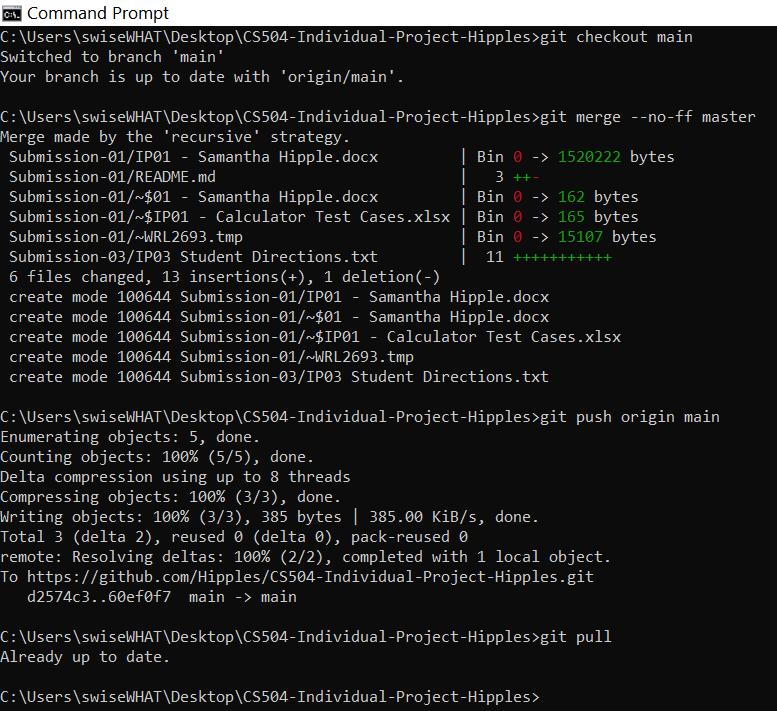 Command Prompt
C:\Users\swiseWHAT\Desktop\CS504-Individual-Project-Hipples>git checkout main
Switched to branch 'main'
Your branch is up to date with 'origin/main'.
C:\Users\swiseWHAT\Desktop\CS504-Individual-Project-Hipples>git merge --no-ff master
Merge made by the 'recursive' strategy.
 Submission-01/IP01 - Samantha Hipple.docx         | Bin 0 -> 1520222 bytes
 Submission-01/README.md                           |   3 ++-
 Submission-01/~$01 - Samantha Hipple.docx         | Bin 0 -> 162 bytes
 Submission-01/~$IP01 - Calculator Test Cases.xlsx | Bin 0 -> 165 bytes
 Submission-01/~WRL2693.tmp                        | Bin 0 -> 15107 bytes
 Submission-03/IP03 Student Directions.txt         |  11 +++++++++++
 6 files changed, 13 insertions(+), 1 deletion(-)
 create mode 100644 Submission-01/IP01 - Samantha Hipple.docx
 create mode 100644 Submission-01/~$01 - Samantha Hipple.docx
 create mode 100644 Submission-01/~$IP01 - Calculator Test Cases.xlsx
 create mode 100644 Submission-01/~WRL2693.tmp
 create mode 100644 Submission-03/IP03 Student Directions.txt
C:\Users\swiseWHAT\Desktop\CS504-Individual-Project-Hipples>git push origin main
Enumerating objects: 5, done.
Counting objects: 100% (5/5), done.
Delta compression using up to 8 threads
Compressing objects: 100% (3/3), done.
Writing objects: 100% (3/3), 385 bytes | 385.00 KiB/s, done.
Total 3 (delta 2), reused 0 (delta 0), pack-reused 0
remote: Resolving deltas: 100% (2/2), completed with 1 local object.
To https://github.com/Hipples/CS504-Individual-Project-Hipples.git
   d2574c3..60ef0f7  main -> main
C:\Users\swiseWHAT\Desktop\CS504-Individual-Project-Hipples>git pull
Already up to date.
C:\Users\swiseWHAT\Desktop\CS504-Individual-Project-Hipples>